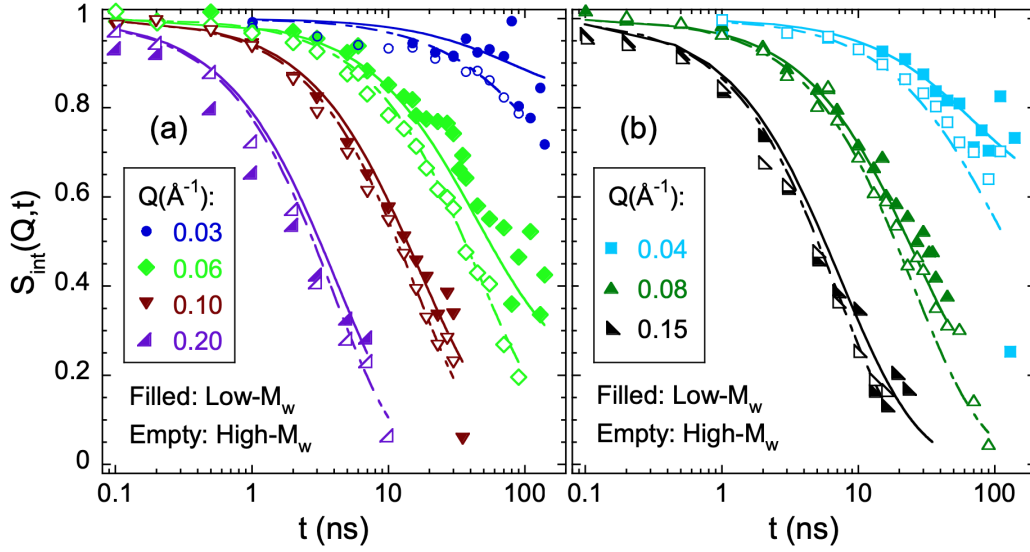 S_int(Q,t)
1
0.8
0.6
0.4
0.2
0
(a)
Q(Å⁻¹):
0.03
0.06
0.10
0.20
Filled: Low-M_w
Empty: High-M_w
0.1 1 10 100
t (ns)
(b)
Q(Å⁻¹):
0.04
0.08
0.15
Filled: Low-M_w
Empty: High-M_w
0.1 1 10 100
t (ns)